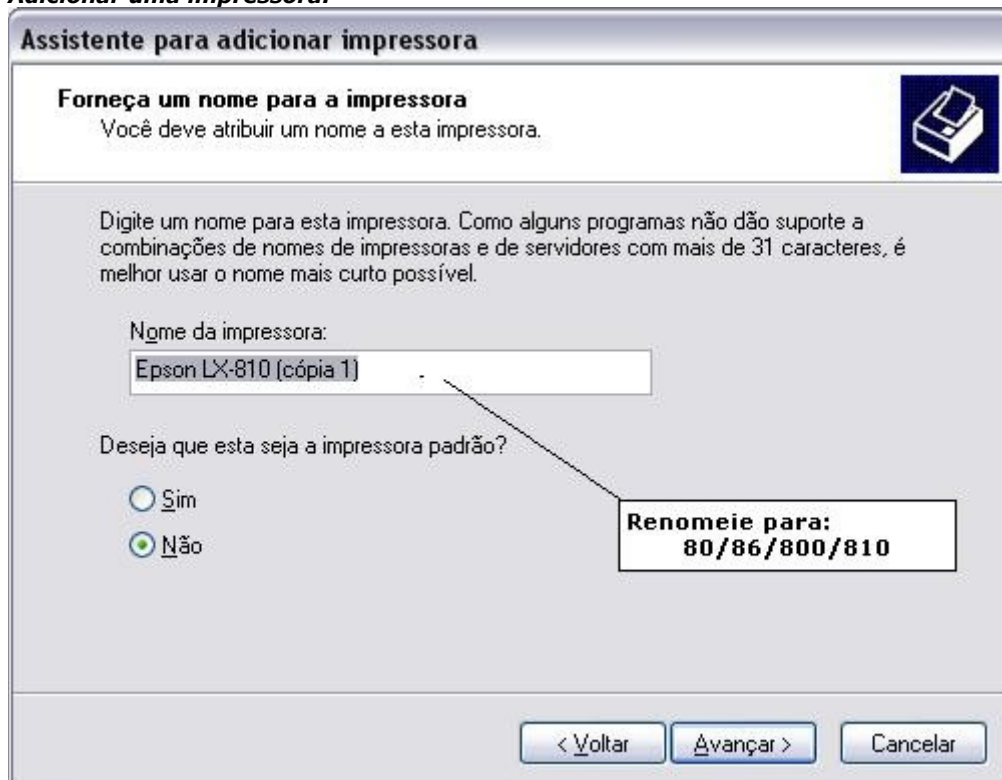 Adicionar uma impressora.
Assistente para adicionar impressora
Forneça um nome para a impressora
Você deve atribuir um nome a esta impressora.
Digite um nome para esta impressora. Como alguns programas não dão suporte a
combinações de nomes de impressoras e de servidores com mais de 31 caracteres, é
melhor usar o nome mais curto possível.
Nome da impressora:
Epson LX-810 (cópia 1)
Deseja que esta seja a impressora padrão?
Sim
Não
Renomeie para:
80/86/800/810
< Voltar
Avançar >
Cancelar